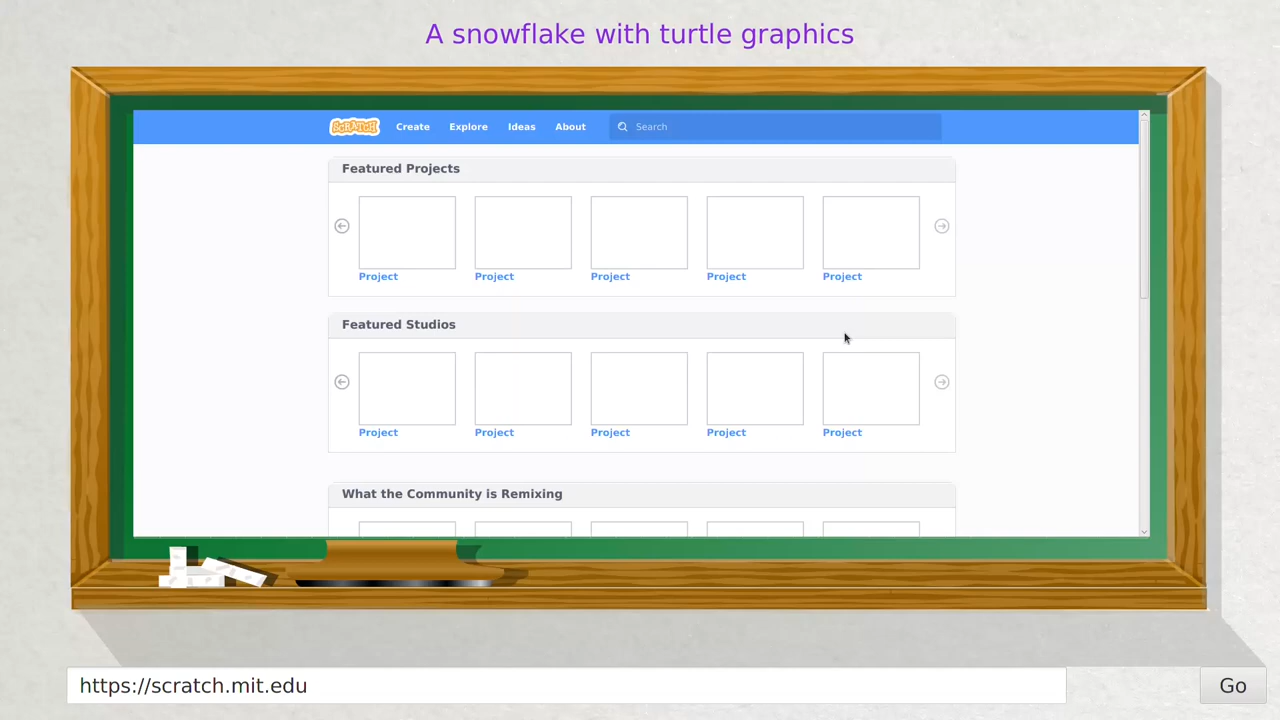 A snowflake with turtle graphics
SCRATCH Create Explore Ideas About Search
Featured Projects
Project Project Project Project Project
Featured Studios
Project Project Project Project Project
What the Community is Remixing
https://scratch.mit.edu Go